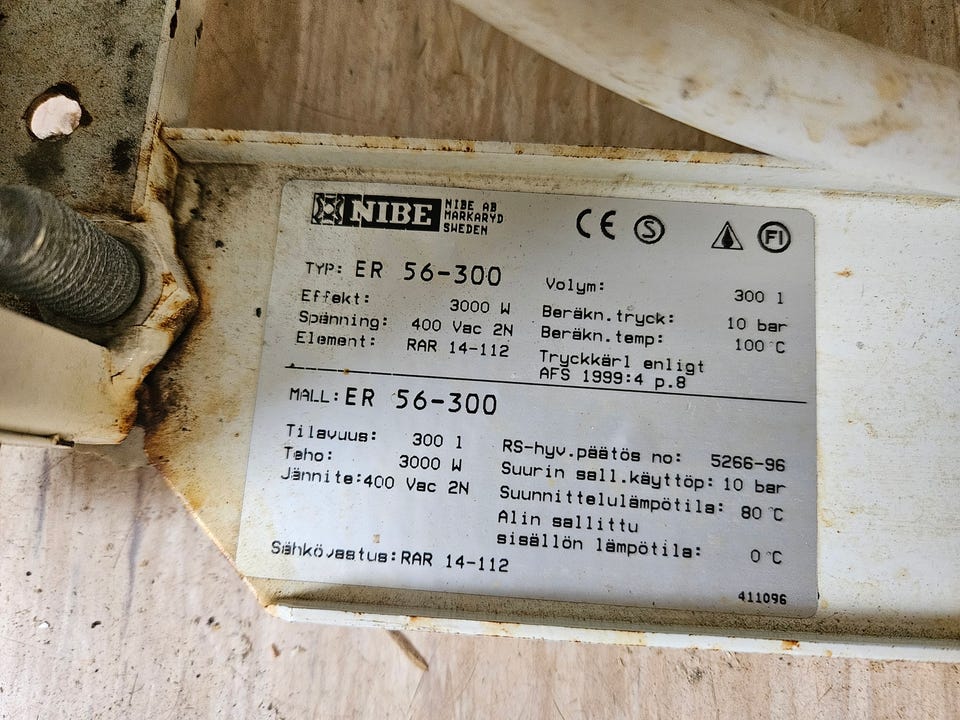 NIBE NIBE AB
MARKARYD
SWEDEN
CE S FI
TYP: ER 56-300
Effekt: 3000 W
Spänning: 400 Vac 2N
Element: RAR 14-112
Volym: 300 l
Beräkn.tryck: 10 bar
Beräkn.temp: 100 °C
Tryckkärl enligt
AFS 1999:4 p.8
MALL: ER 56-300
Tilavuus: 300 l
Teho: 3000 W
Jännite: 400 Vac 2N
Sähkövastus: RAR 14-112
RS-hyv.päätös no: 5266-96
Suurin sall.käyttöp: 10 bar
Suunnittelulämpötila: 80 °C
Alin sallittu
sisällön lämpötila: 0 °C
411096